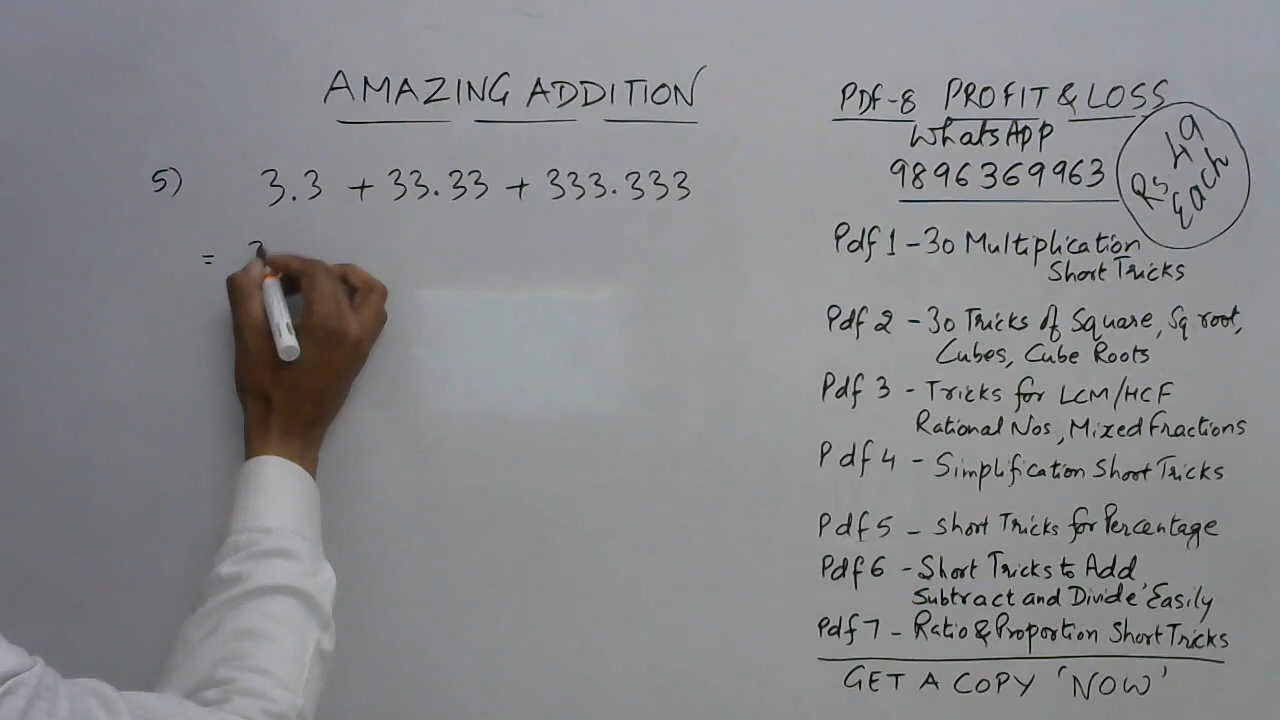 AMAZING ADDITION
5) 3.3 + 33.33 + 333.333
= 3
PDF-8 PROFIT & LOSS
WhatsAPP
9896369963
Rs 49
Each
Pdf 1 - 30 Multiplication
Short Tricks
Pdf 2 - 30 Tricks of Square, Sq root,
Cubes, Cube Roots
Pdf 3 - Tricks for LCM/HCF
Rational Nos, Mixed Fractions
Pdf 4 - Simplification Short Tricks
Pdf 5 - Short Tricks for Percentage
Pdf 6 - Short Tricks to Add,
Subtract and Divide Easily
Pdf 7 - Ratio & Proportion Short Tricks
GET A COPY 'NOW'